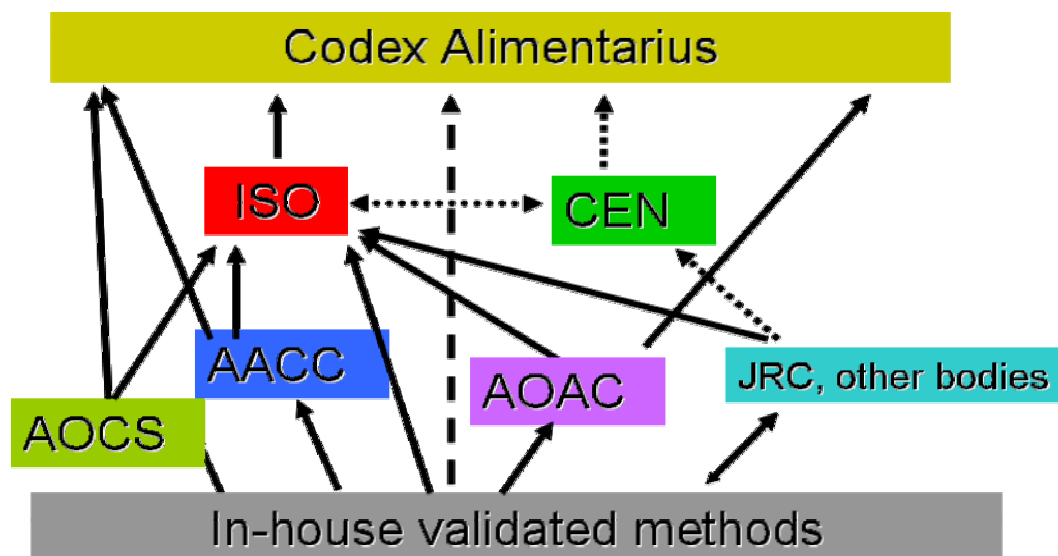 Codex Alimentarius
ISO
CEN
AACC
AOAC
JRC, other bodies
AOCS
In-house validated methods